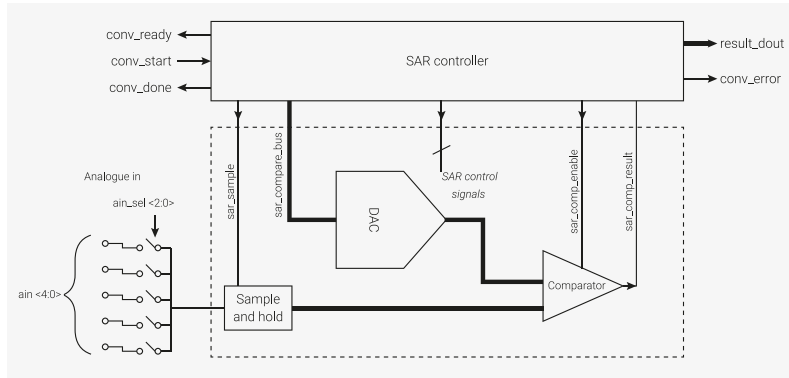 conv_ready
conv_start
conv_done
SAR controller
result_dout
conv_error
sar_sample
sar_compare_bus
SAR control
signals
sar_comp_enable
sar_comp_result
Analogue in
ain_sel <2:0>
DAC
ain <4:0>
Sample
and hold
Comparator